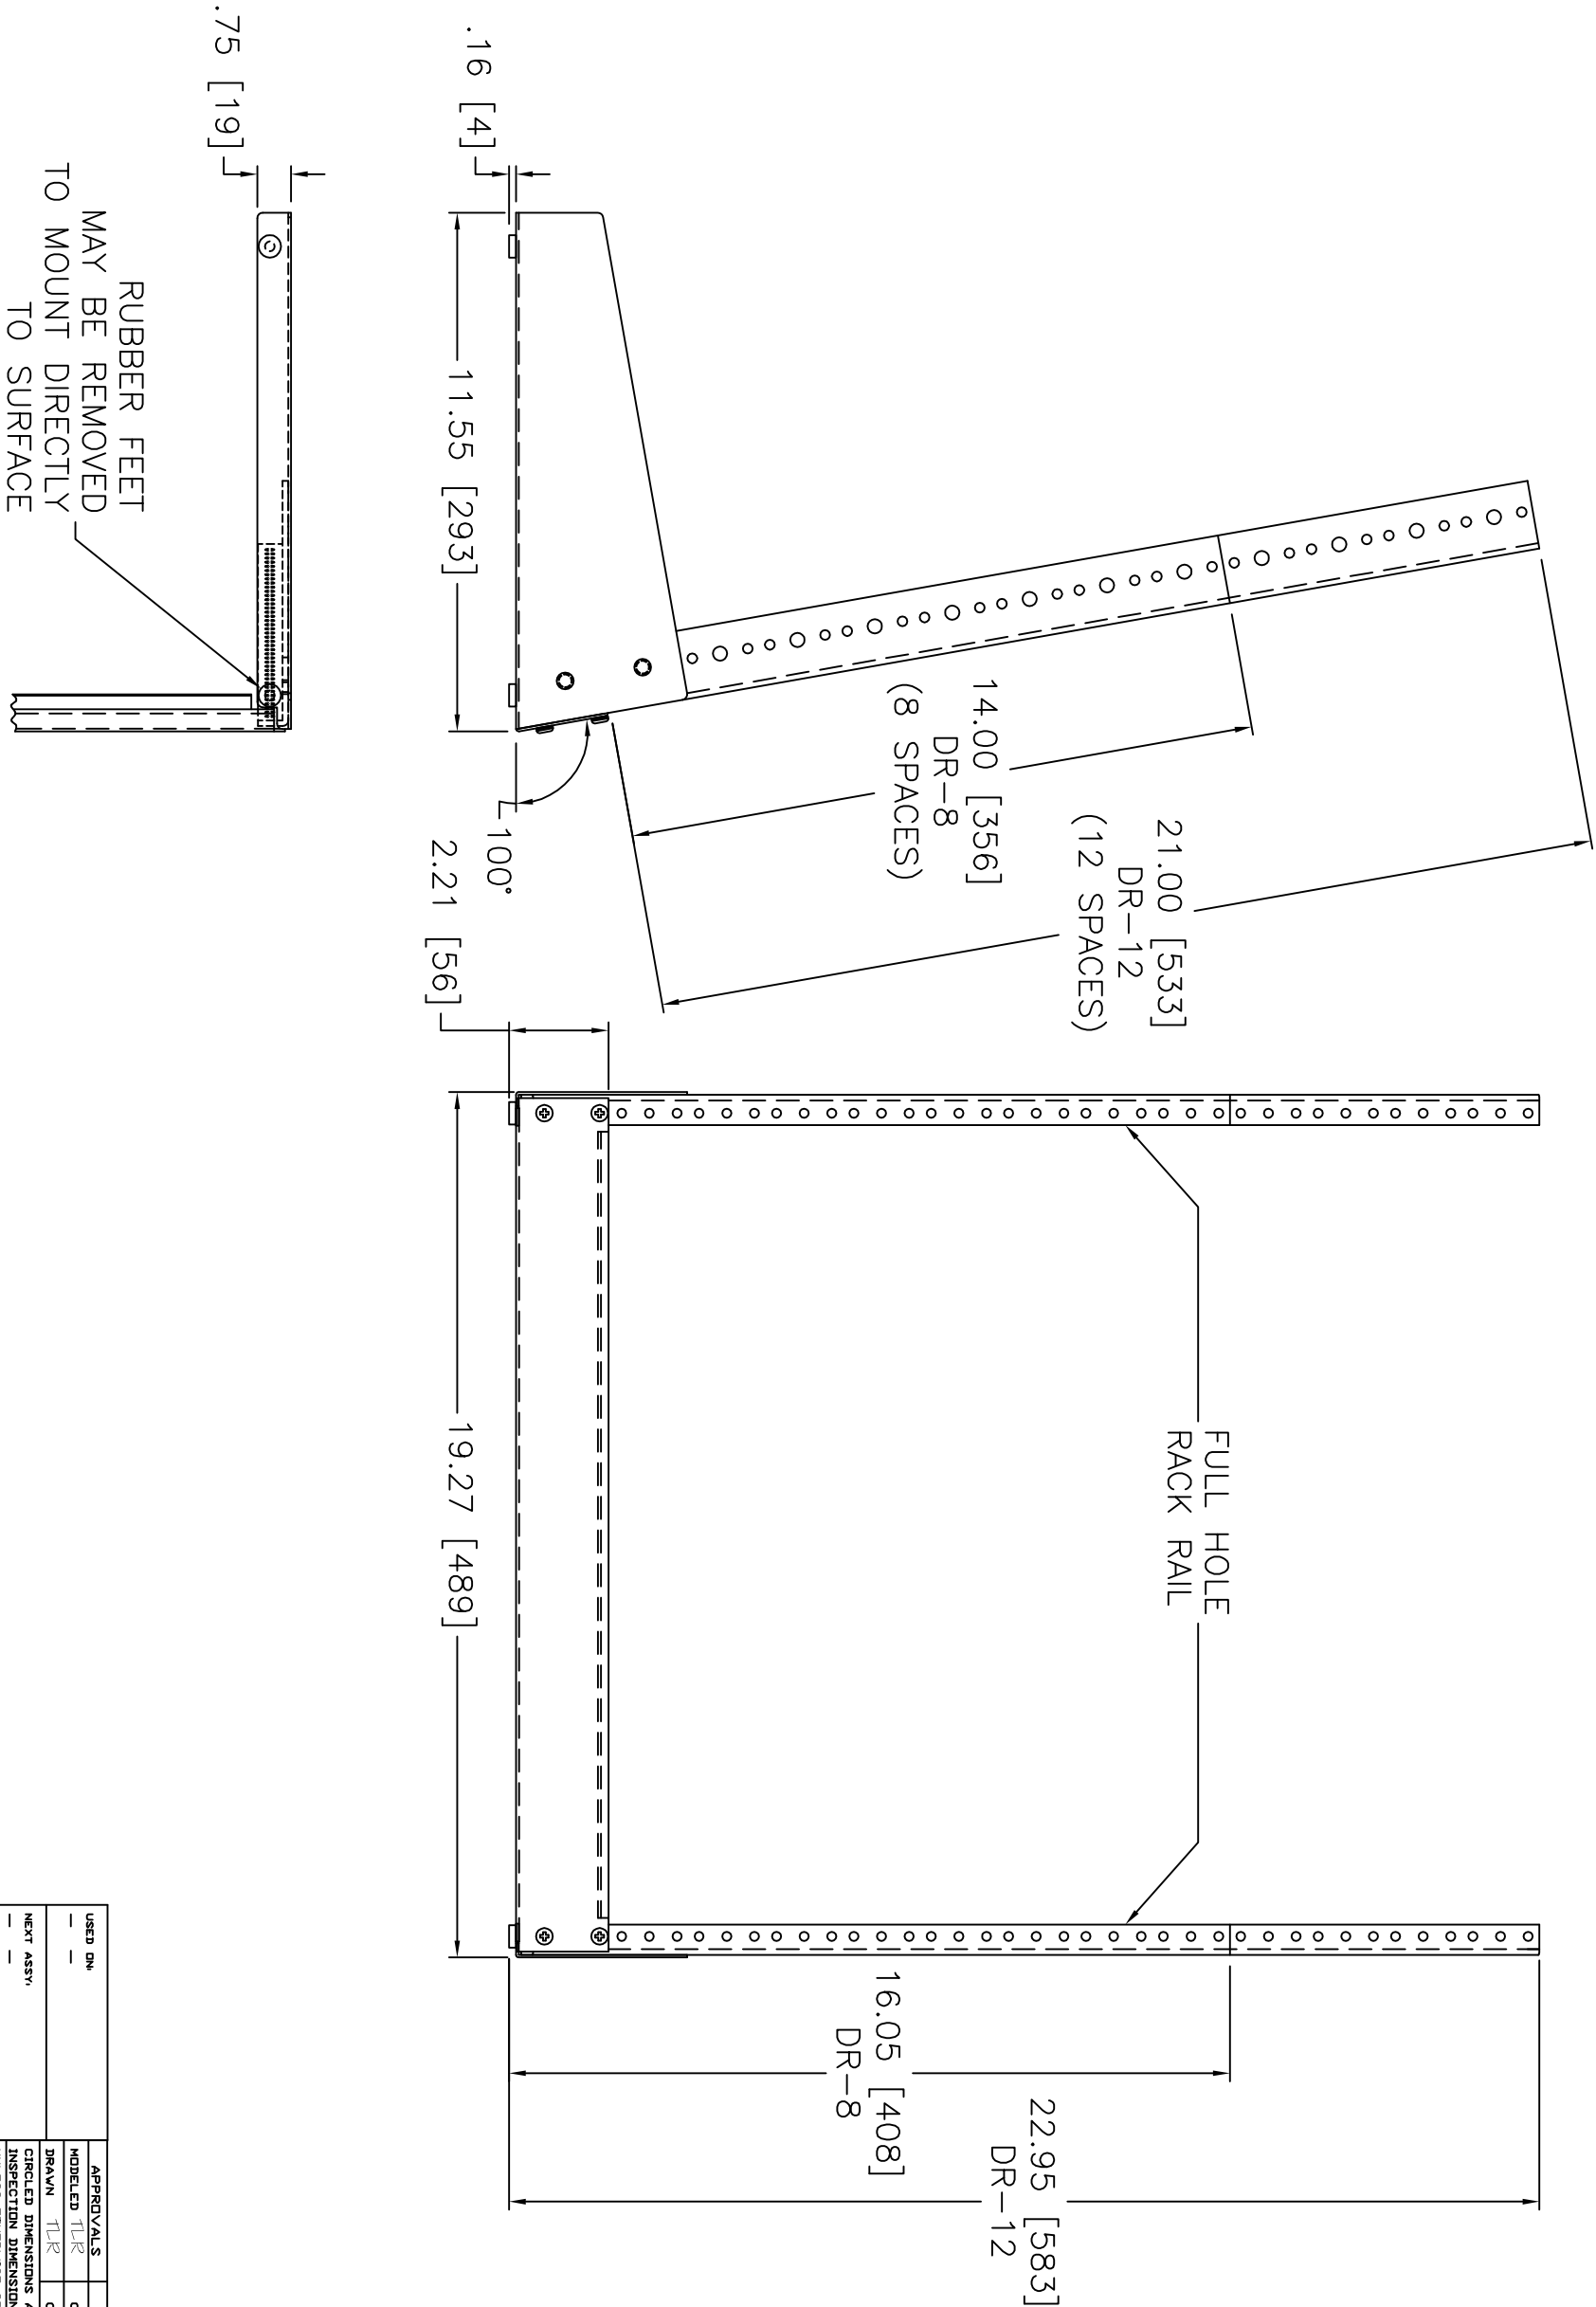 21.00 [533]
DR-12
(12 SPACES)
14.00 [356]
DR-8
(8 SPACES)
100°
11.55 [293]
.16 [4]
.75 [19]
RUBBER FEET
MAY BE REMOVED
TO MOUNT DIRECTLY
TO SURFACE
FULL HOLE
RACK RAIL
2.21 [56]
19.27 [489]
22.95 [583]
DR-12
16.05 [408]
DR-8
USED ON:
— —
NEXT ASSY:
— —
APPROVALS
MODELED TLR
DRAWN TLR
CIRCLED DIMENSIONS
INSPECTION DIMENSION